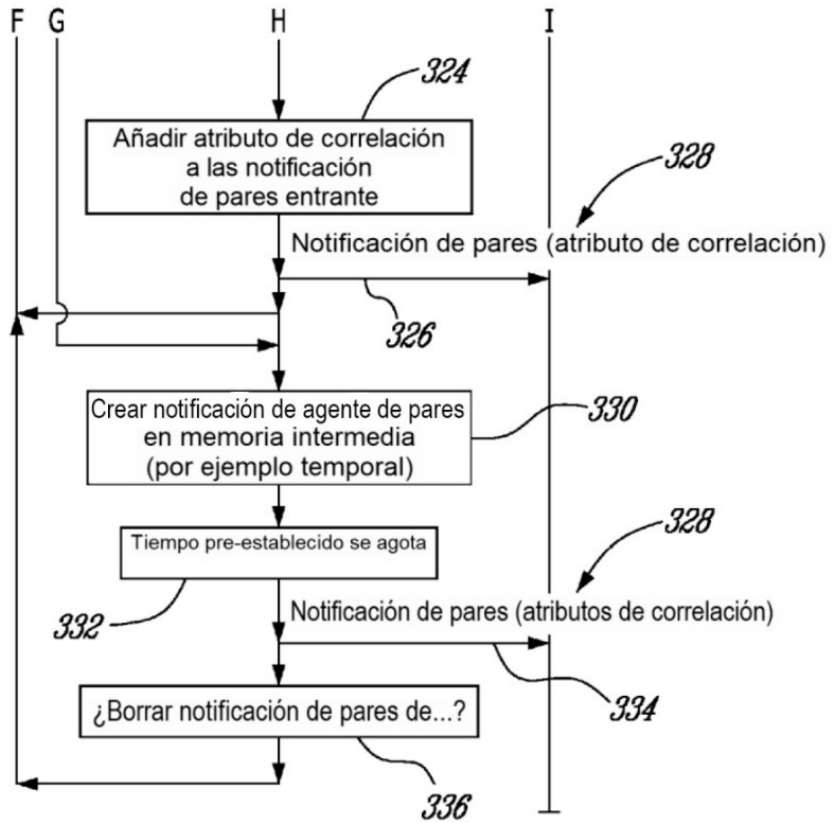 F G H I
324
Añadir atributo de correlación
a las notificación
de pares entrante
328
Notificación de pares (atributo de correlación)
326
Crear notificación de agente de pares
en memoria intermedia
(por ejemplo temporal)
330
Tiempo pre-establecido se agota
328
332
Notificación de pares (atributos de correlación)
¿Borrar notificación de pares de...?
334
336